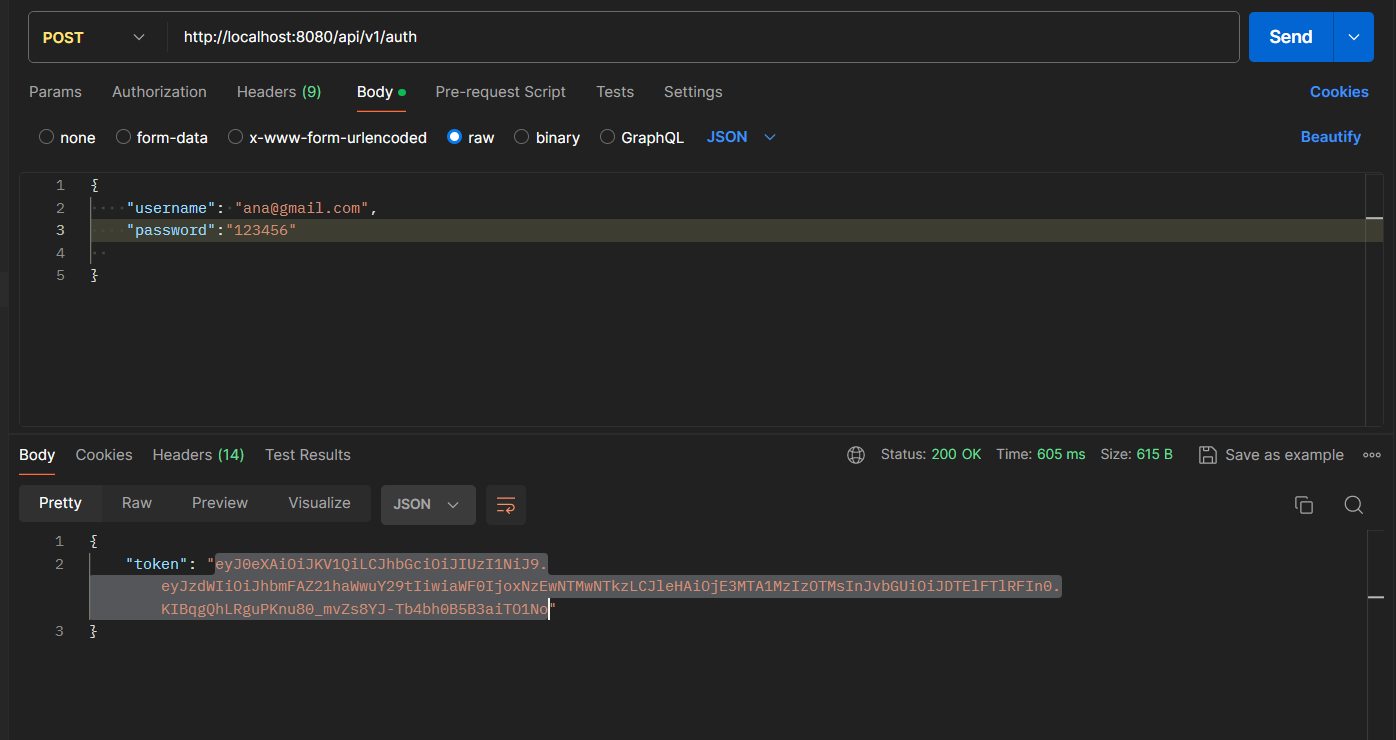 POST http://localhost:8080/api/v1/auth Send
Params Authorization Headers (9) Body Pre-request Script Tests Settings Cookies
none form-data x-www-form-urlencoded raw binary GraphQL JSON Beautify
1 {
2 "username": "ana@gmail.com",
3 "password":"123456"
4
5 }
Body Cookies Headers (14) Test Results Status: 200 OK Time: 605 ms Size: 615 B Save as example
Pretty Raw Preview Visualize JSON
1 {
2 "token": "eyJ0eXAiOiJKV1QiLCJhbGciOiJIUzI1NiJ9.
eyJzdWIiOiJhbmFAZ21haWwuY29tIiwiaWF0IjoxNzEwNTMwNTkzLCJleHAiOjE3MTA1MzIzOTMsInJvbGUiOiJDTElFTlRFIn0.
KIBqgQhLRguPKnu80_mvZs8YJ-Tb4bh0B5B3aiTO1No"
3 }